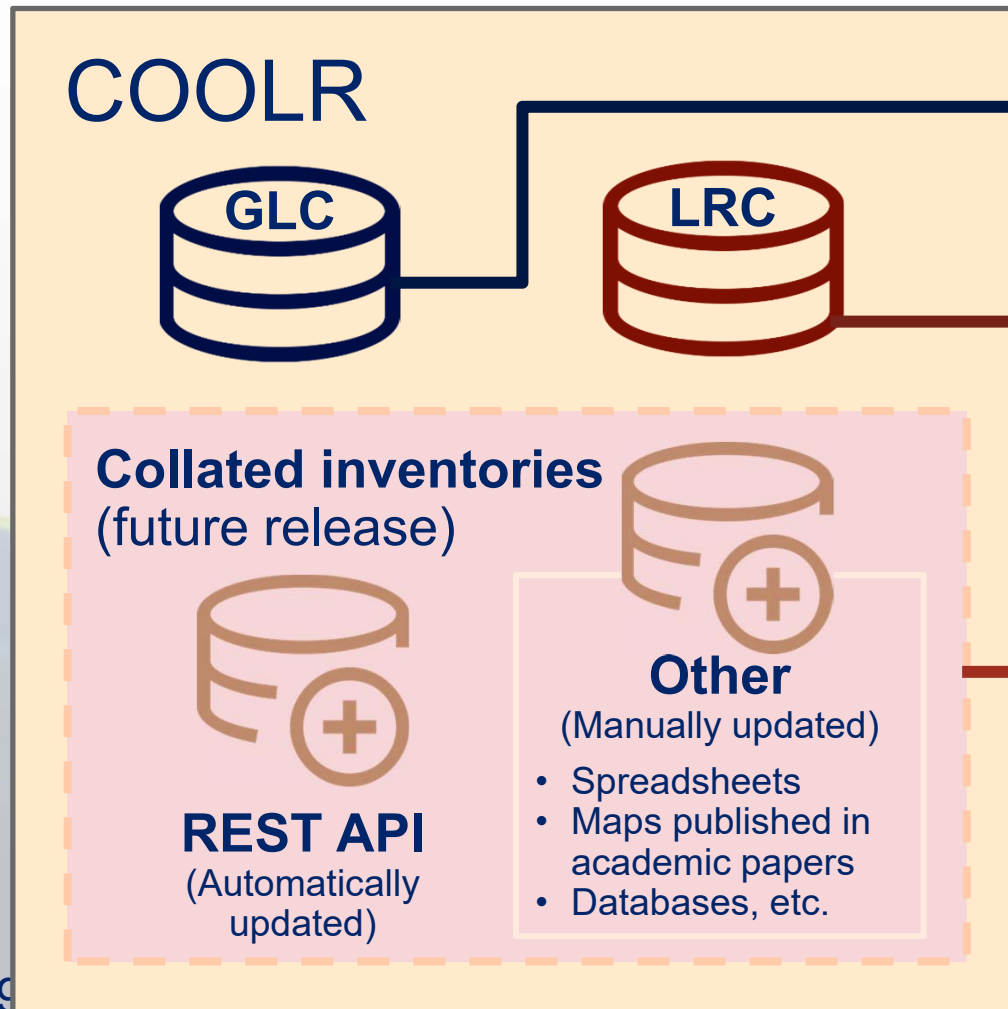 COOLR
GLC
LRC
Collated inventories
(future release)
REST API
(Automatically
updated)
Other
(Manually updated)
• Spreadsheets
• Maps published in
academic papers
• Databases, etc.